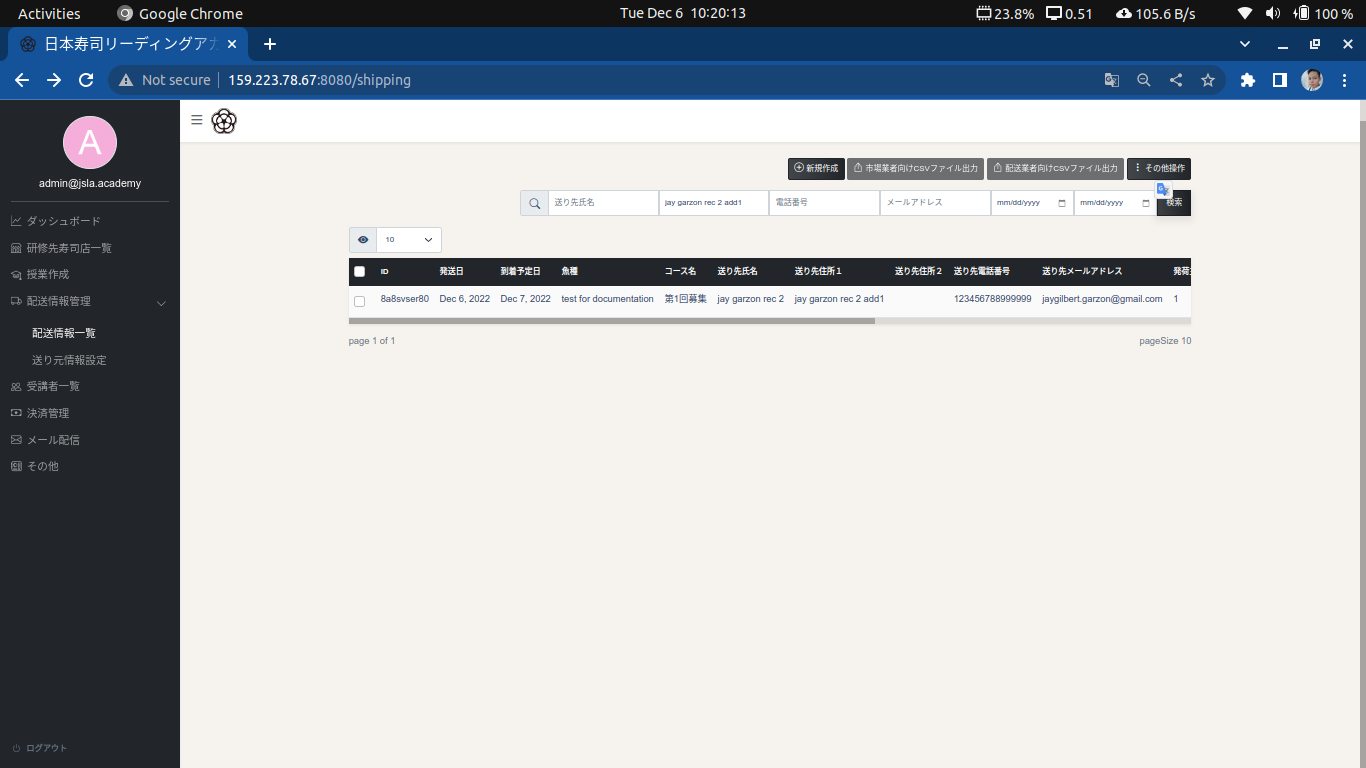 Activities
Google Chrome
Tue Dec 6 10:20:13
23.8%
0.51
105.6 B/s
100 %
日本寿司リーディングアカ
Not secure
159.223.78.67:8080/shipping
A
admin@jsla.academy
ダッシュボード
研修先寿司店一覧
授業作成
配送情報管理
配送情報一覧
送り元情報設定
受講者一覧
決済管理
メール配信
その他
ログアウト
新規作成
市場業者向けCSVファイル出力
配送業者向けCSVファイル出力
その他操作
送り先氏名
jay garzon rec 2 add1
電話番号
メールアドレス
mm/dd/yyyy
mm/dd/yyyy
検索
10
ID 発送日 到着予定日 魚種 コース名 送り先氏名 送り先住所１ 送り先住所２ 送り先電話番号 送り先メールアドレス 発荷
8a8svser80 Dec 6, 2022 Dec 7, 2022 test for documentation 第1回募集 jay garzon rec 2 jay garzon rec 2 add1 123456788999999 jaygilbert.garzon@gmail.com 1
page 1 of 1
pageSize 10